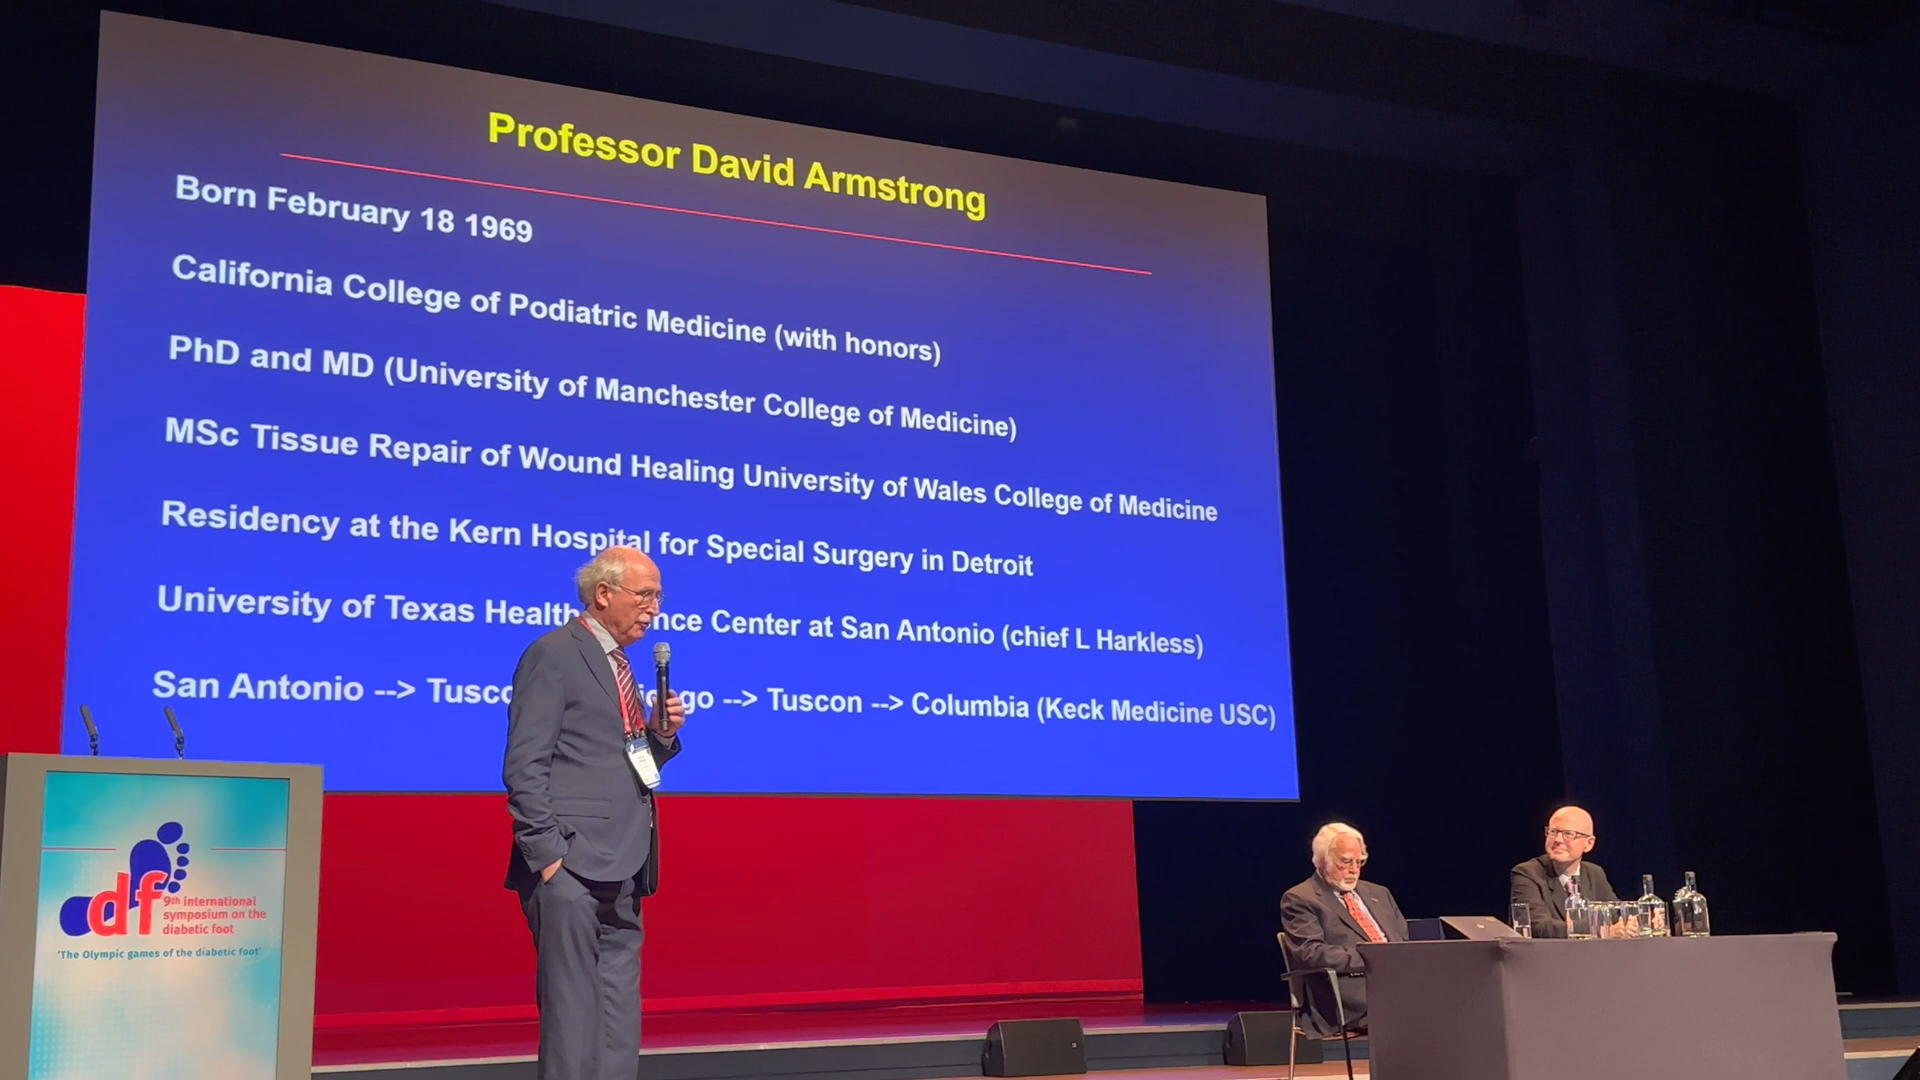 Professor David Armstrong
Born February 18 1969
California College of Podiatric Medicine (with honors)
PhD and MD (University of Manchester College of Medicine)
MSc Tissue Repair of Wound Healing University of Wales College of Medicine
Residency at the Kern Hospital for Special Surgery in Detroit
University of Texas Health nce Center at San Antonio (chief L Harkless)
San Antonio --> Tusco go --> Tuscon --> Columbia (Keck Medicine USC)
df
9th international
symposium on the
diabetic foot
'The Olympic games of the diabetic foot'